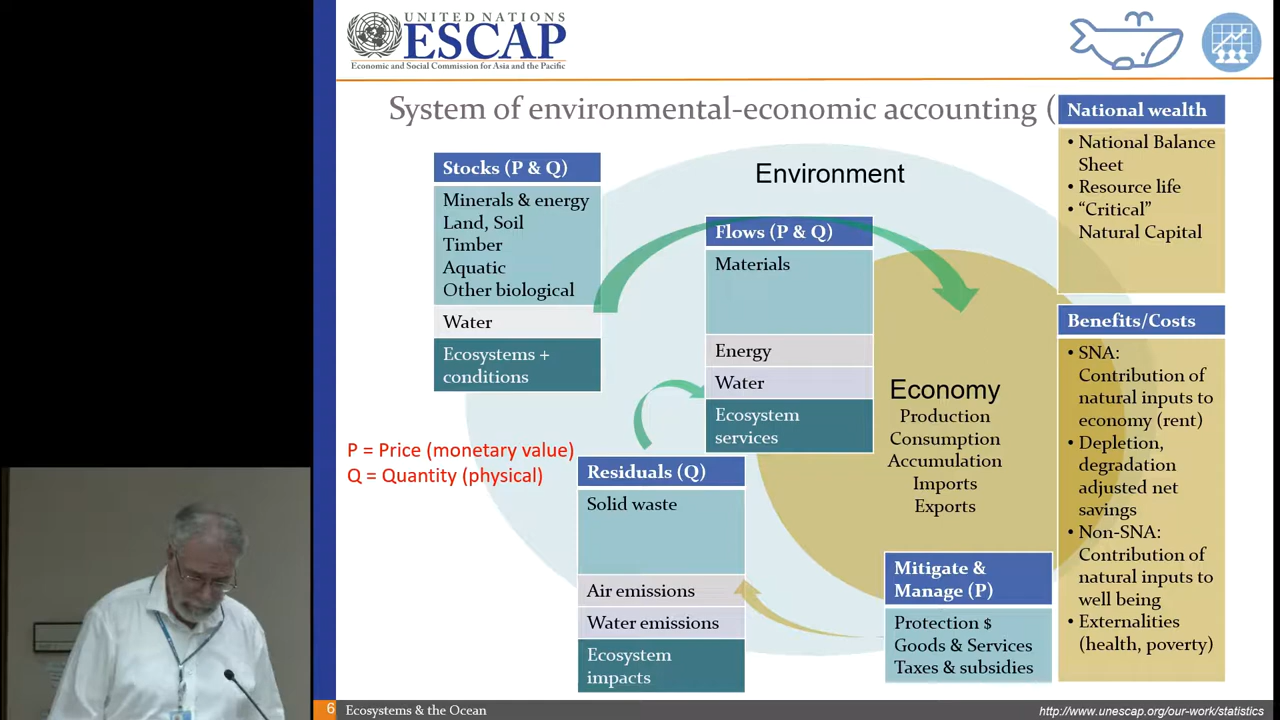 UNITED NATIONS
ESCAP
Economic and Social Commission for Asia and the Pacific
System of environmental-economic accounting (
National wealth
• National Balance
Sheet
• Resource life
• “Critical”
Natural Capital
Stocks (P & Q)
Minerals & energy
Land, Soil
Timber
Aquatic
Other biological
Water
Ecosystems +
conditions
Environment
Flows (P & Q)
Materials
Energy
Water
Ecosystem
services
Economy
Production
Consumption
Accumulation
Imports
Exports
Benefits/Costs
• SNA:
Contribution of
natural inputs to
economy (rent)
• Depletion,
degradation
adjusted net
savings
• Non-SNA:
Contribution of
natural inputs to
well being
• Externalities
(health, poverty)
P = Price (monetary value)
Q = Quantity (physical)
Residuals (Q)
Solid waste
Air emissions
Water emissions
Ecosystem
impacts
Mitigate &
Manage (P)
Protection $
Goods & Services
Taxes & subsidies
6
Ecosystems & the Ocean
http://www.unescap.org/our-work/statistics